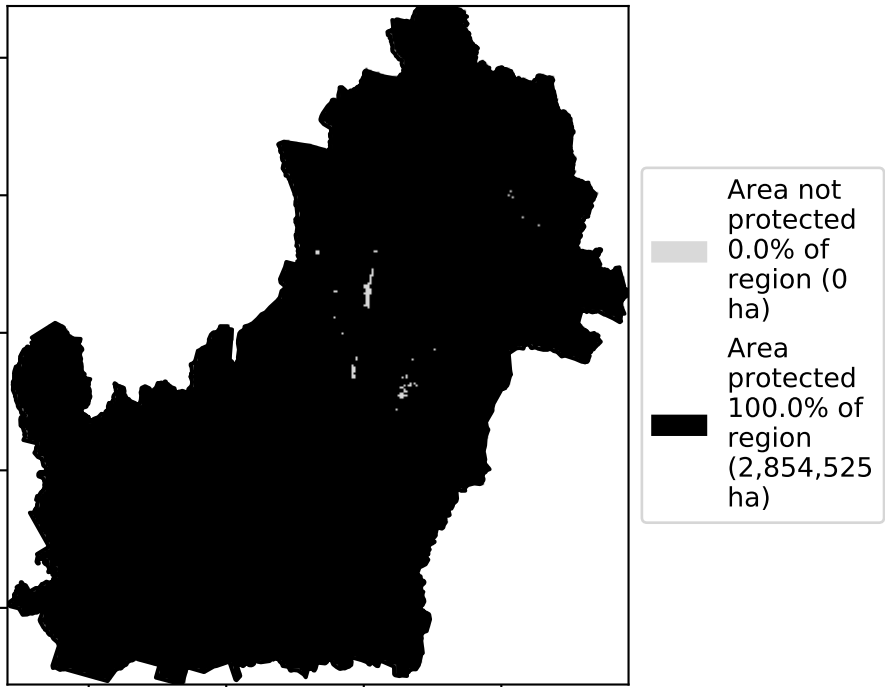 Area not
protected
0.0% of
region (0
ha)
Area
protected
100.0% of
region
(2,854,525
ha)